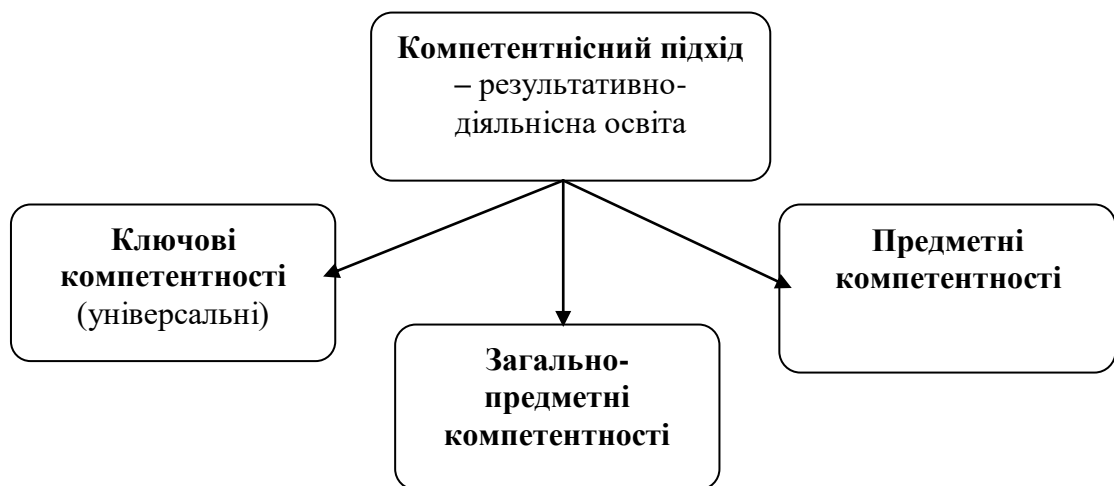 Компетентнісний підхід
– результативно-
діяльнісна освіта
Ключові
компетентності
(універсальні)
Загально-
предметні
компетентності
Предметні
компетентності